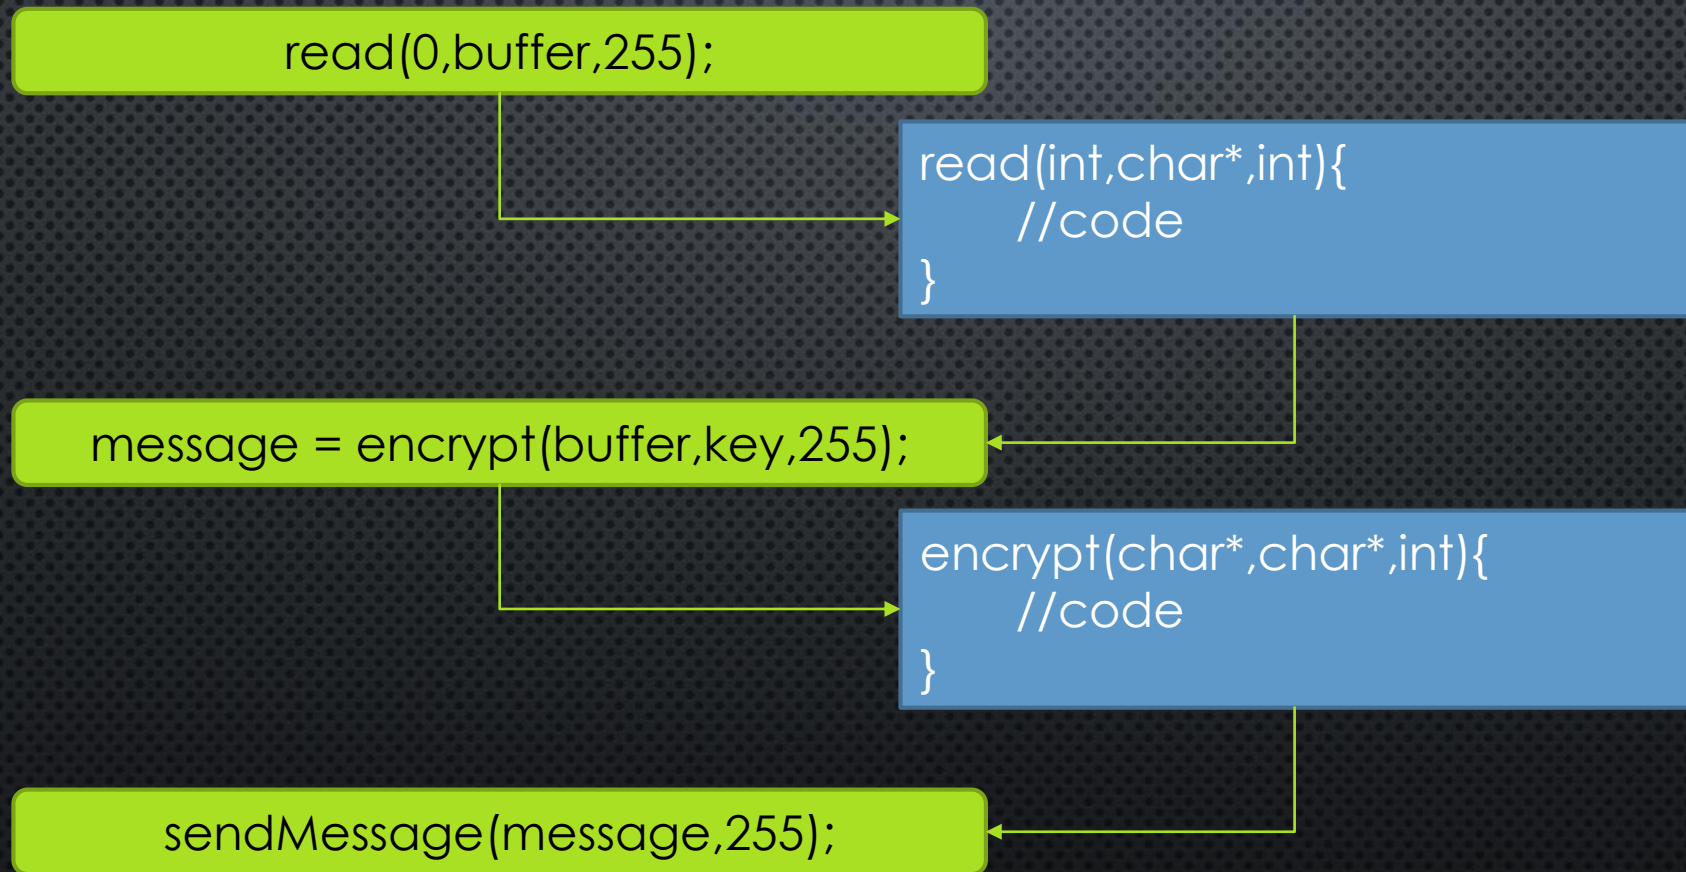 read(0,buffer,255);
read(int,char*,int){
//code
}
message = encrypt(buffer,key,255);
encrypt(char*,char*,int){
//code
}
sendMessage(message,255);